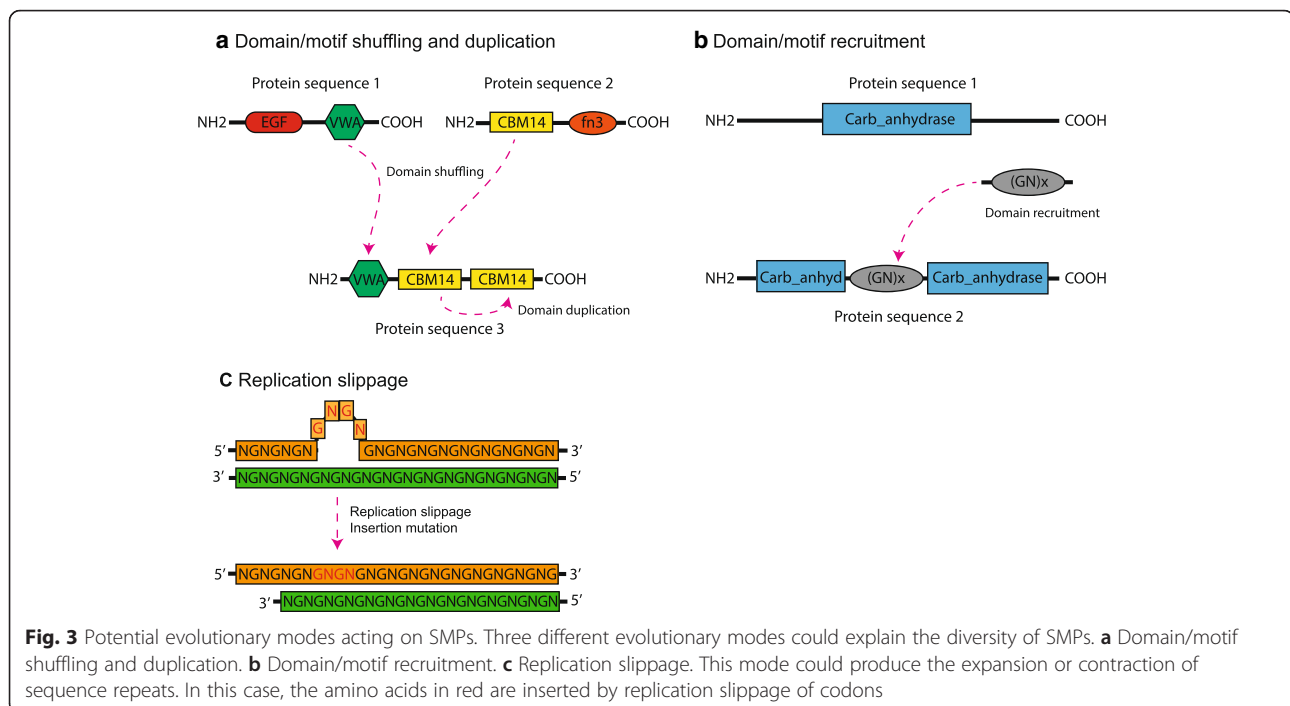 a Domain/motif shuffling and duplication
Protein sequence 1
Protein sequence 2
NH2 EGF VWA COOH
NH2 CBM14 fn3 COOH
Domain shuffling
NH2 VWA CBM14 CBM14 COOH
Domain duplication
Protein sequence 3
b Domain/motif recruitment
Protein sequence 1
NH2 Carb_anhydrase COOH
(GN)x
Domain recruitment
NH2 Carb_anhyd (GN)x Carb_anhydrase COOH
Protein sequence 2
C Replication slippage
G N G N
5’ NGNGNGN GNGNGNGNGNGNGNGNGN 3’
3’ NGNGNGNGNGNGNGNGNGNGNGNGNGNGN 5’
Replication slippage
Insertion mutation
5’ NGNGNGNGNGNGNGNGNGNGNGNGNGNG 3’
3’ NGNGNGNGNGNGNGNGNGNGNGNGN 5’
Fig. 3 Potential evolutionary modes acting on SMPs. Three different evolutionary modes could explain the diversity of SMPs. a Domain/motif
shuffling and duplication. b Domain/motif recruitment. c Replication slippage. This mode could produce the expansion or contraction of
sequence repeats. In this case, the amino acids in red are inserted by replication slippage of codons